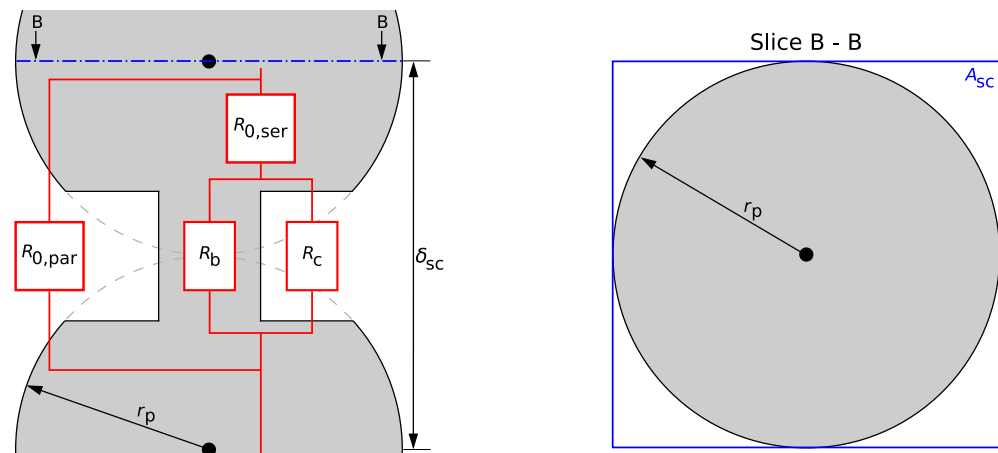 B
B
R0,ser
R0,par
Rb
Rc
δsc
rp
Slice B - B
Asc
rp